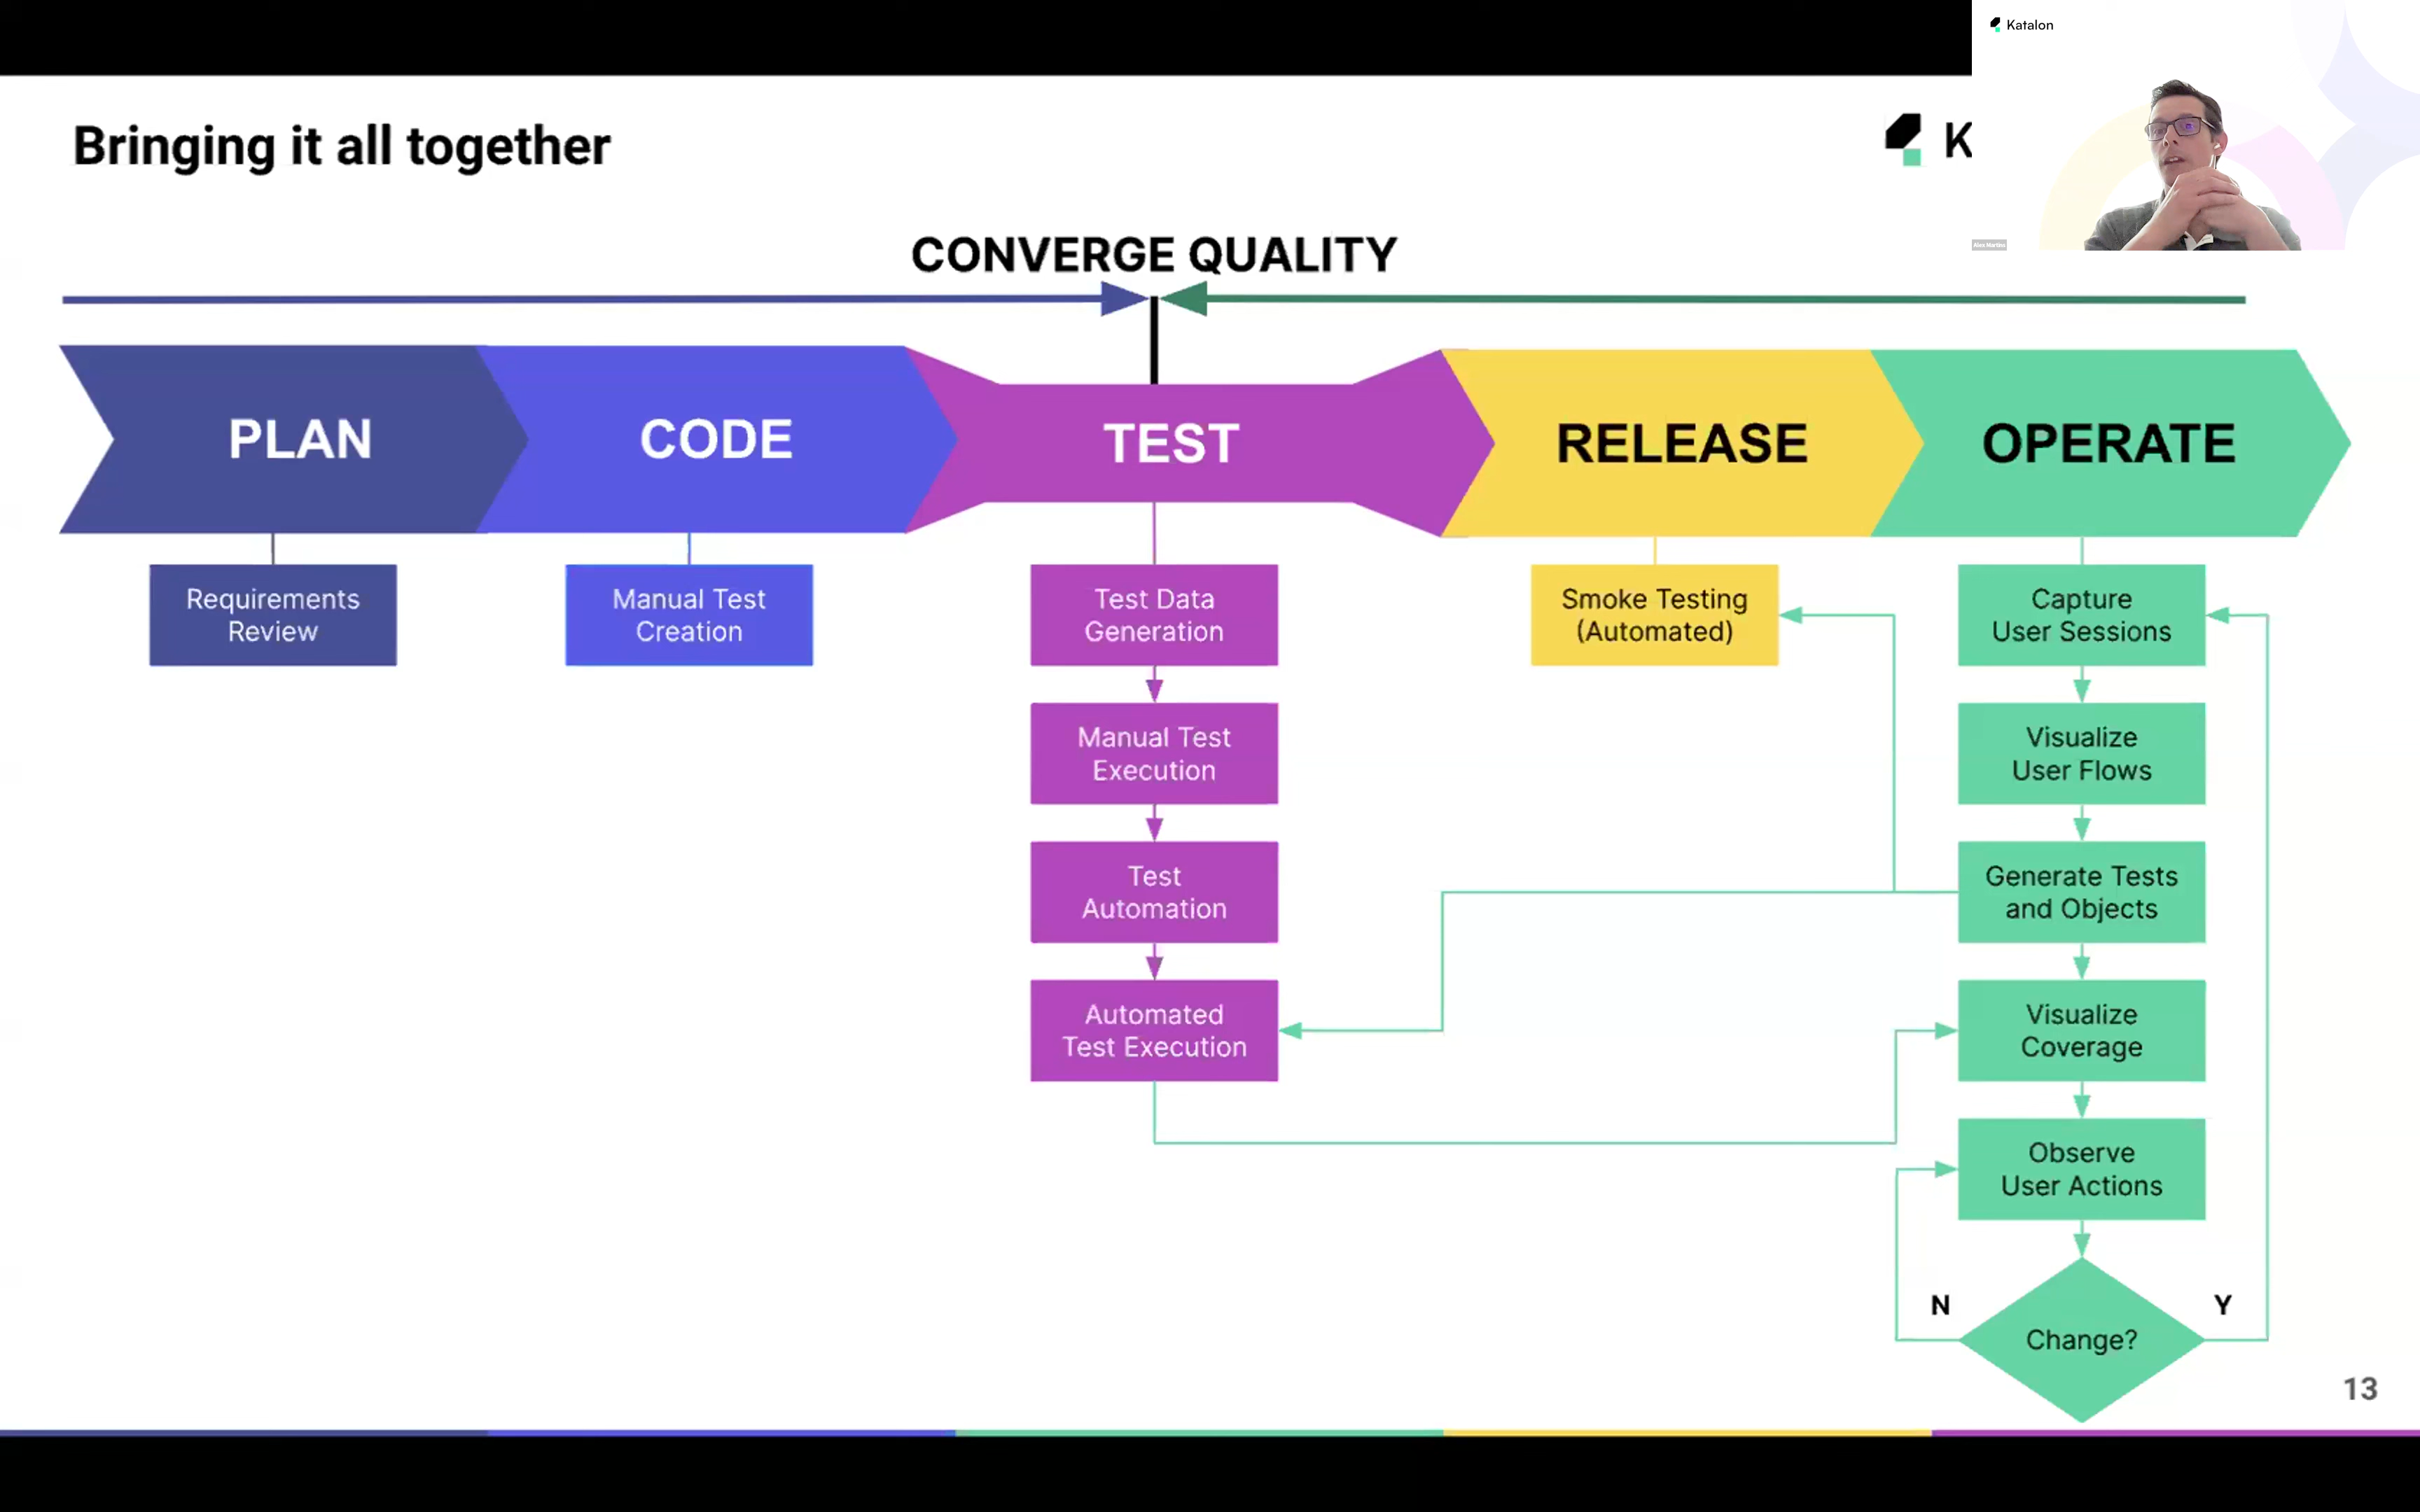 Katalon
Bringing it all together
K
Alex Martins
CONVERGE QUALITY
PLAN
CODE
TEST
RELEASE
OPERATE
Requirements
Review
Manual Test
Creation
Test Data
Generation
Manual Test
Execution
Test
Automation
Automated
Test Execution
Smoke Testing
(Automated)
Capture
User Sessions
Visualize
User Flows
Generate Tests
and Objects
Visualize
Coverage
Observe
User Actions
N
Y
Change?
13